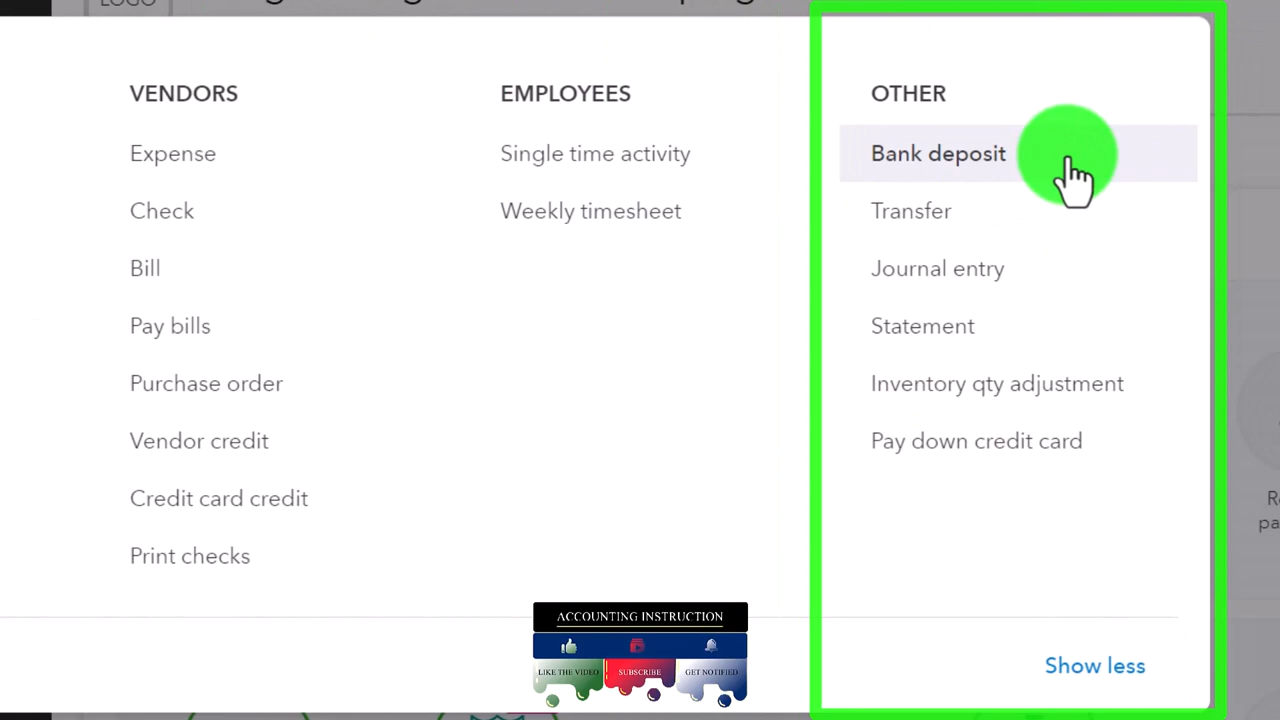 LOGO
VENDORS
Expense
Check
Bill
Pay bills
Purchase order
Vendor credit
Credit card credit
Print checks
EMPLOYEES
Single time activity
Weekly timesheet
OTHER
Bank deposit
Transfer
Journal entry
Statement
Inventory qty adjustment
Pay down credit card
Show less
ACCOUNTING INSTRUCTION
LIKE THE VIDEO
SUBSCRIBE
GET NOTIFIED